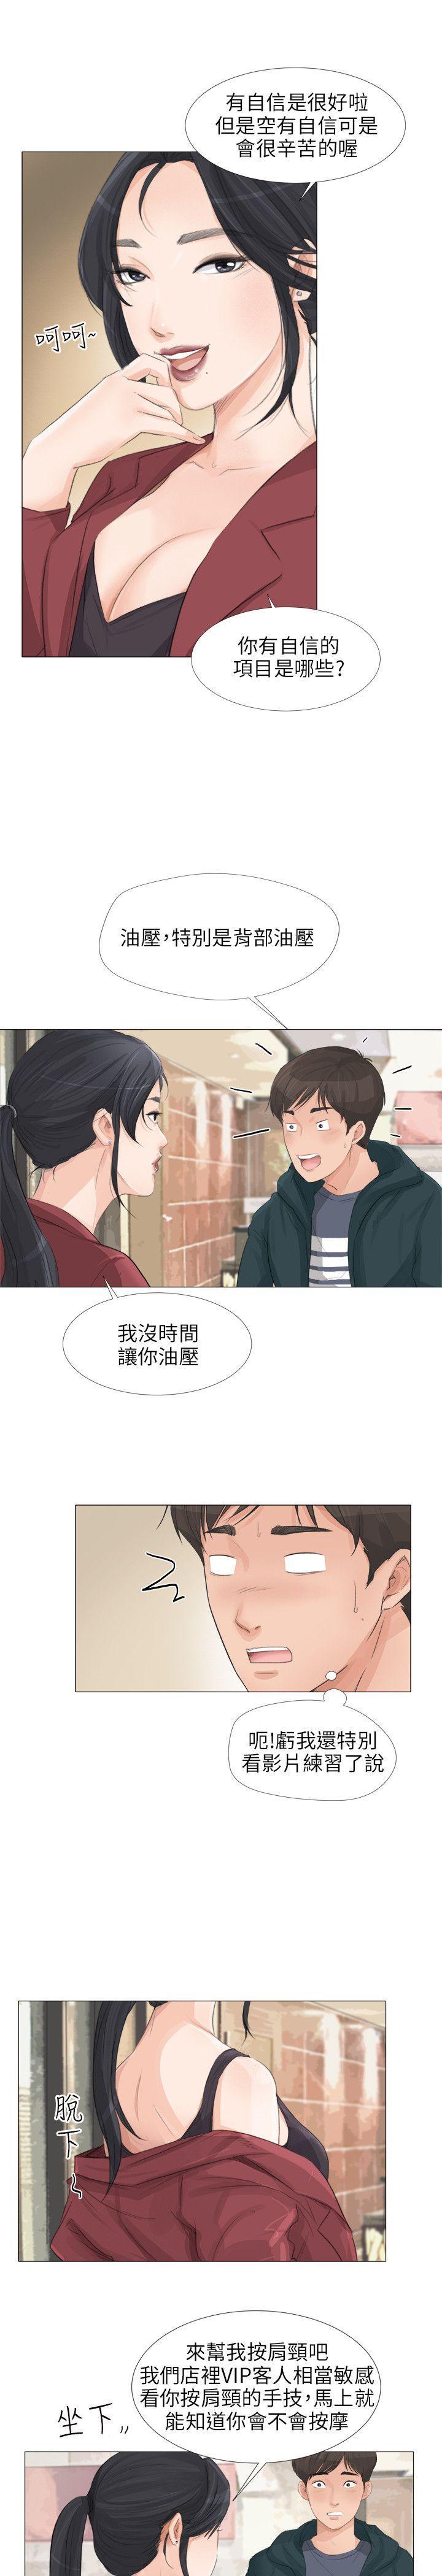 有自信是很好啦
但是空有自信可是
會很辛苦的喔
呵呵~
你有自信的
項目是哪些?
油壓,特別是背部油壓
我沒時間
讓你油壓
呃!虧我還特別
看影片練習了說
脫下~
來幫我按肩頸吧
我們店裡VIP客人相當敏感
看你按肩頸的手技,馬上就
能知道你會不會按摩
坐下